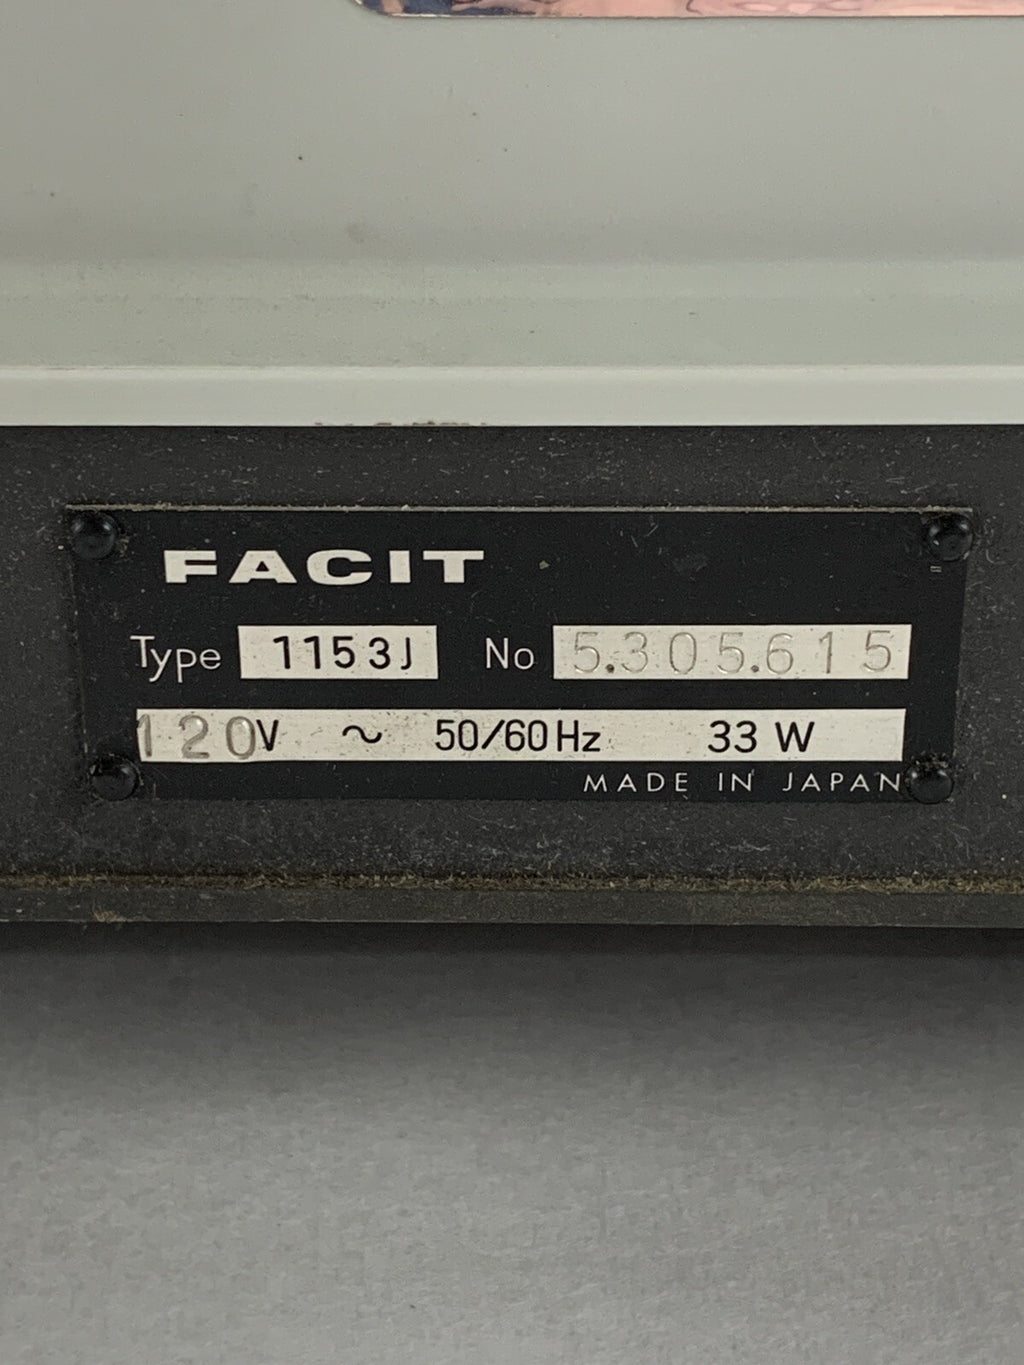 FACIT
Type 1153J No 5.305.615
120V ~ 50/60Hz 33 W
MADE IN JAPAN